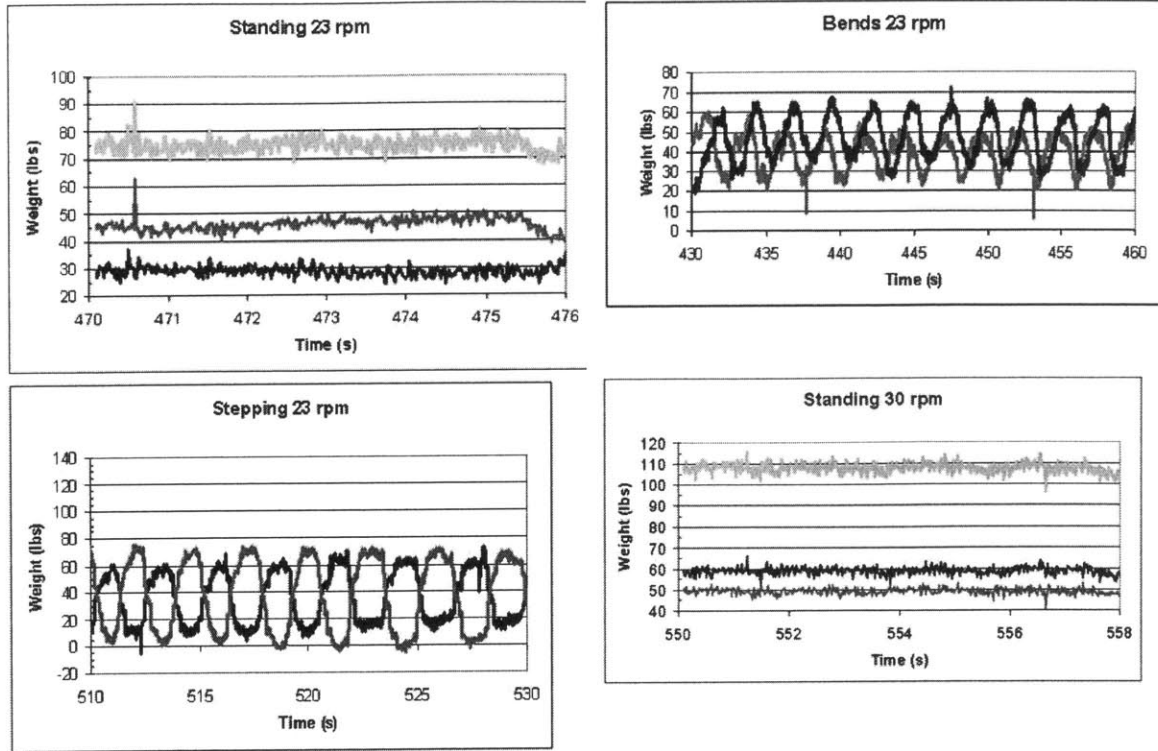 Standing 23 rpm
Weight (lbs)
100
90
80
70
60
50
40
30
20
470 471 472 473 474 475 476
Time (s)
Bends 23 rpm
Weight (lbs)
80
70
60
50
40
30
20
10
0
430 435 440 445 450 455 460
Time (s)
Stepping 23 rpm
Weight (lbs)
140
120
100
80
60
40
20
0
-20
510 515 520 525 530
Time (s)
Standing 30 rpm
Weight (lbs)
120
110
100
90
80
70
60
50
40
550 552 554 556 558
Time (s)